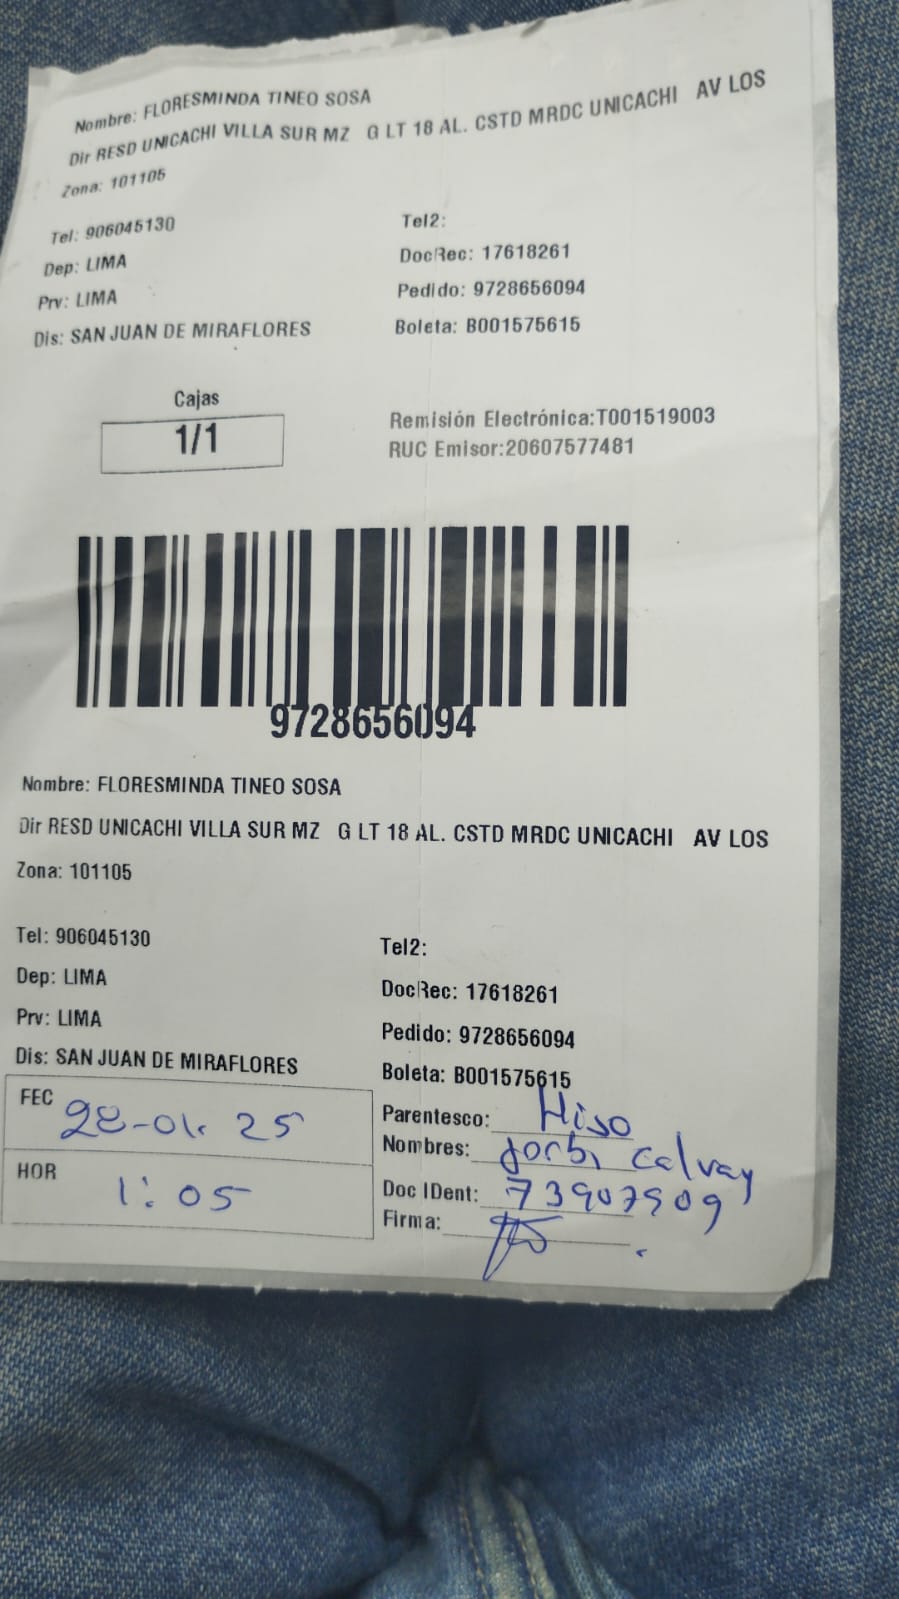 Nombre: FLORESMINDA TINEO SOSA
Dir RESD UNICACHI VILLA SUR MZ G LT 18 AL. CSTD MRDC UNICACHI AV LOS
Zona: 101105
Tel: 906045130 Tel2:
Dep: LIMA DocRec: 17618261
Prv: LIMA Pedido: 9728656094
Dis: SAN JUAN DE MIRAFLORES Boleta: B001575615
Cajas
1/1
Remisión Electrónica:T001519003
RUC Emisor:20607577481
9728656094
Nombre: FLORESMINDA TINEO SOSA
Dir RESD UNICACHI VILLA SUR MZ G LT 18 AL. CSTD MRDC UNICACHI AV LOS
Zona: 101105
Tel: 906045130 Tel2:
Dep: LIMA DocRec: 17618261
Prv: LIMA Pedido: 9728656094
Dis: SAN JUAN DE MIRAFLORES Boleta: B001575615
FEC 28-01. 25
HOR 1:05
Parentesco: Hiso
Nombres: Calvay
Doc IDent: 73907509
Firma: